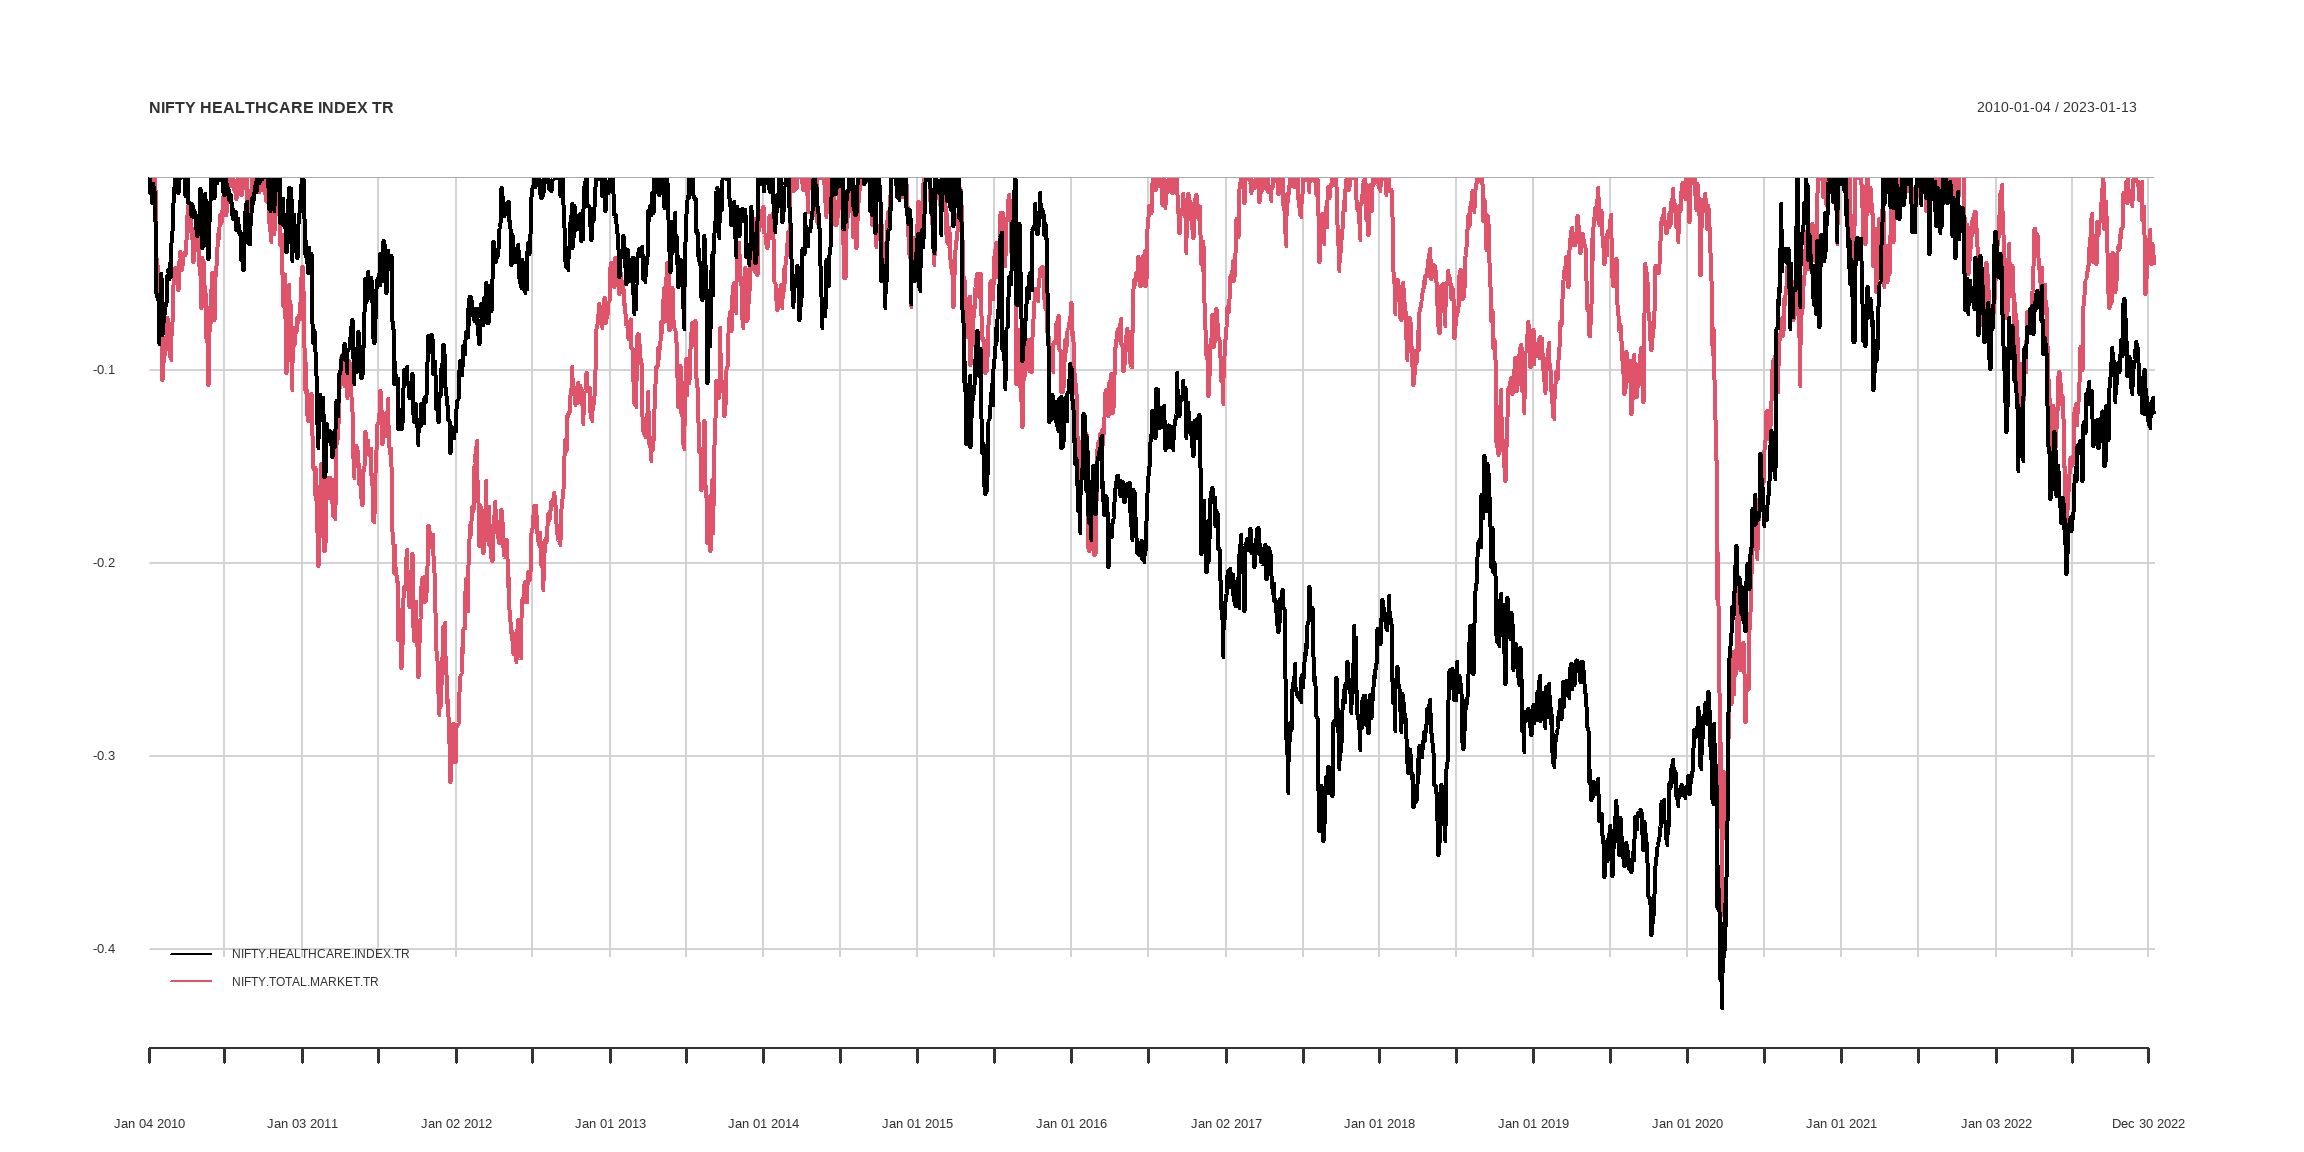 NIFTY HEALTHCARE INDEX TR
2010-01-04 / 2023-01-13
-0.1
-0.2
-0.3
-0.4
NIFTY.HEALTHCARE.INDEX.TR
NIFTY.TOTAL.MARKET.TR
Jan 04 2010 Jan 03 2011 Jan 02 2012 Jan 01 2013 Jan 01 2014 Jan 01 2015 Jan 01 2016 Jan 02 2017 Jan 01 2018 Jan 01 2019 Jan 01 2020 Jan 01 2021 Jan 03 2022 Dec 30 2022